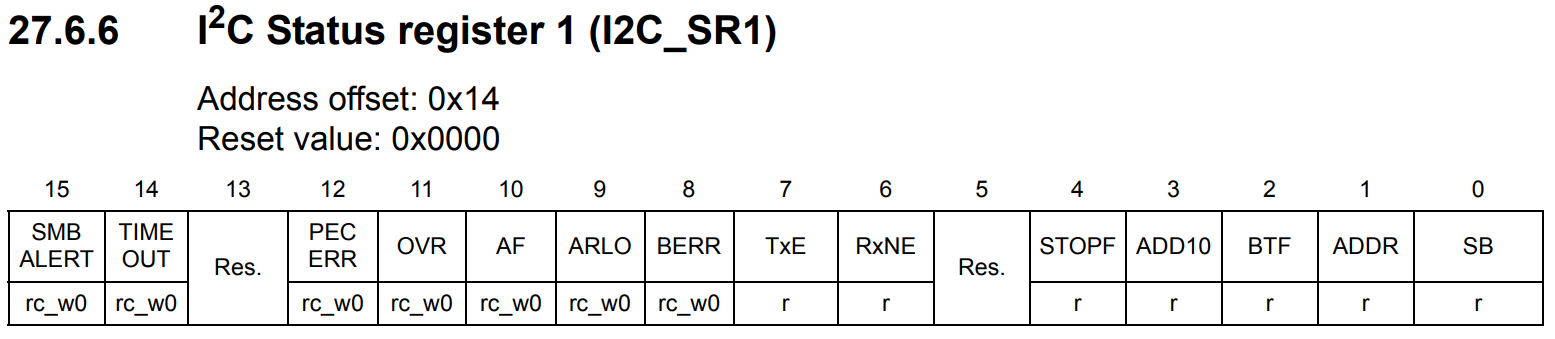 27.6.6 I2C Status register 1 (I2C_SR1)
Address offset: 0x14
Reset value: 0x0000
15 14 13 12 11 10 9 8 7 6 5 4 3 2 1 0
SMB ALERT TIME OUT Res. PEC ERR OVR AF ARLO BERR TxE RxNE Res. STOPF ADD10 BTF ADDR SB
rc_w0 rc_w0 rc_w0 rc_w0 rc_w0 rc_w0 rc_w0 r r r r r r r